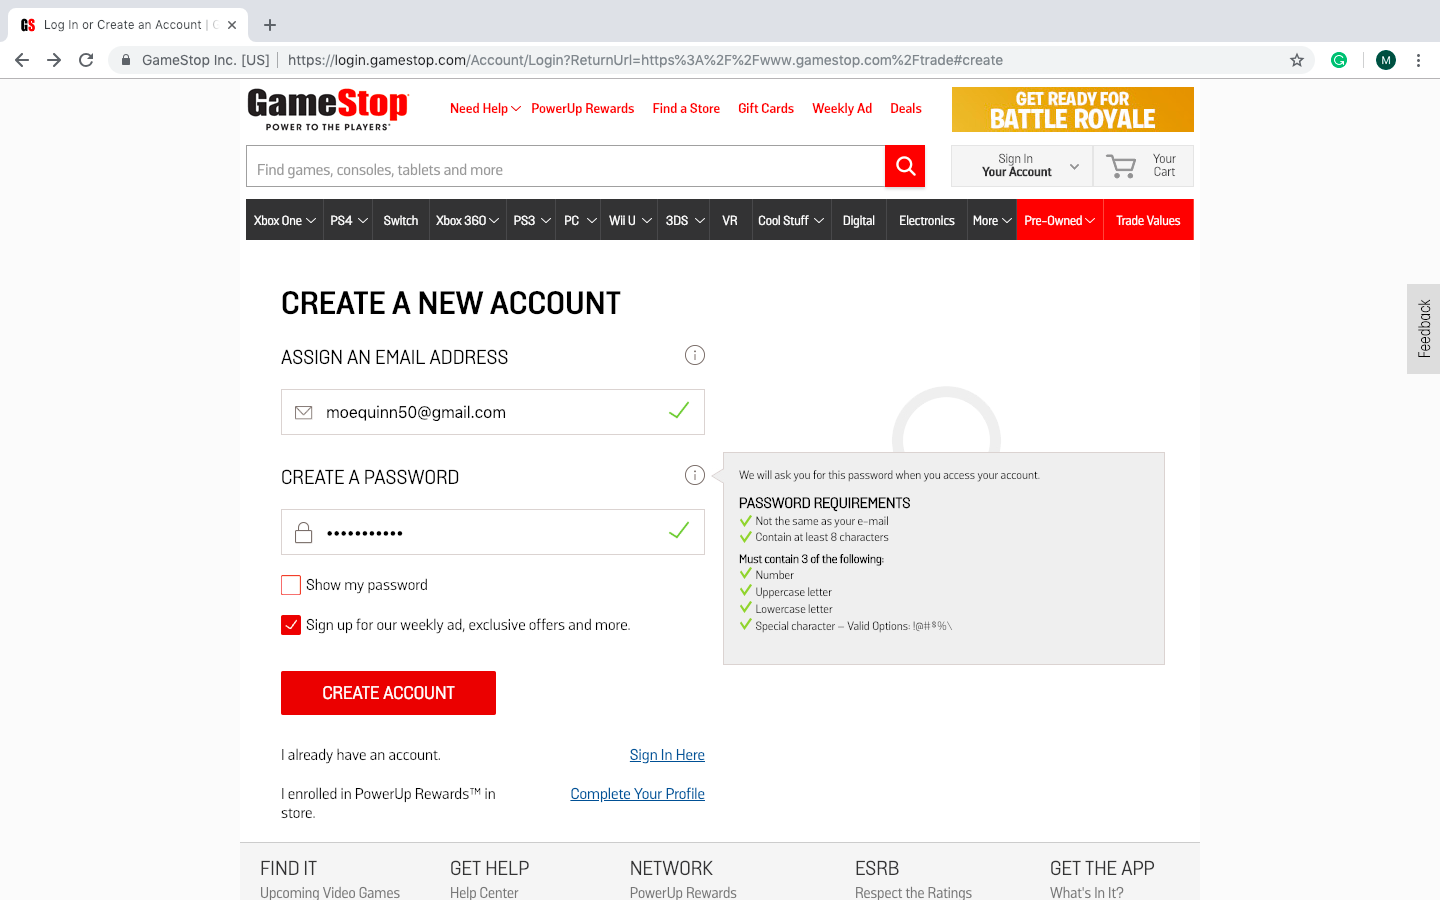 GS Log In or Create an Account | G
GameStop Inc. [US] https://login.gamestop.com/Account/Login?ReturnUrl=https%3A%2F%2Fwww.gamestop.com%2Ftrade#create
M
GameStop
POWER TO THE PLAYERS
Need Help PowerUp Rewards Find a Store Gift Cards Weekly Ad Deals
GET READY FOR
BATTLE ROYALE
Find games, consoles, tablets and more
Sign In
Your Account
Your
Cart
Xbox One PS4 Switch Xbox 360 PS3 PC Wii U 3DS VR Cool Stuff Digital Electronics More Pre-Owned Trade Values
Feedback
CREATE A NEW ACCOUNT
ASSIGN AN EMAIL ADDRESS
moequinn50@gmail.com
CREATE A PASSWORD
•••••••••••
Show my password
Sign up for our weekly ad, exclusive offers and more.
CREATE ACCOUNT
I already have an account. Sign In Here
I enrolled in PowerUp Rewards™ in
store.
Complete Your Profile
We will ask you for this password when you access your account.
PASSWORD REQUIREMENTS
Not the same as your e-mail
Contain at least 8 characters
Must contain 3 of the following:
Number
Uppercase letter
Lowercase letter
Special character – Valid Options: !@#$%\
FIND IT GET HELP NETWORK ESRB GET THE APP
Upcoming Video Games Help Center PowerUp Rewards Respect the Ratings What's In It?